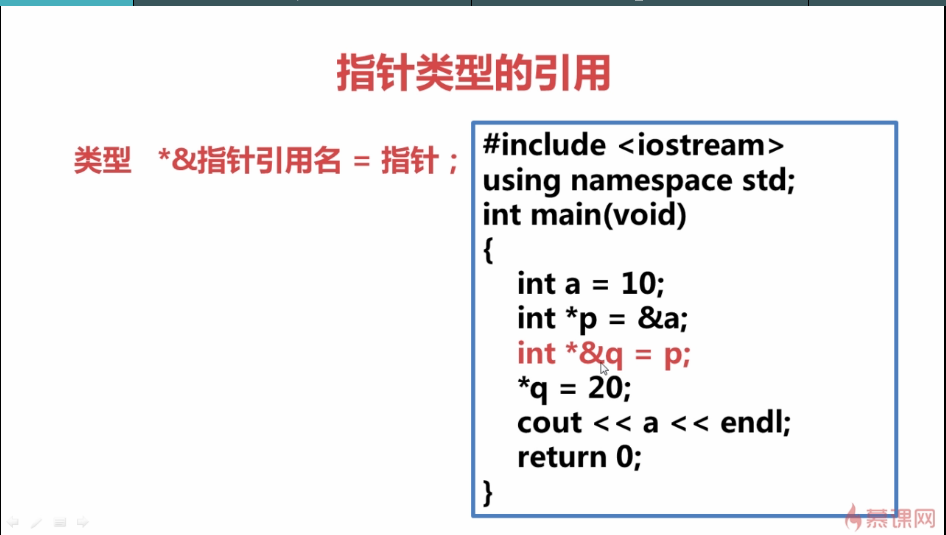 指针类型的引用
类型 *&指针引用名 = 指针；
#include <iostream>
using namespace std;
int main(void)
{
int a = 10;
int *p = &a;
int *&q = p;
*q = 20;
cout << a << endl;
return 0;
}
慕课网